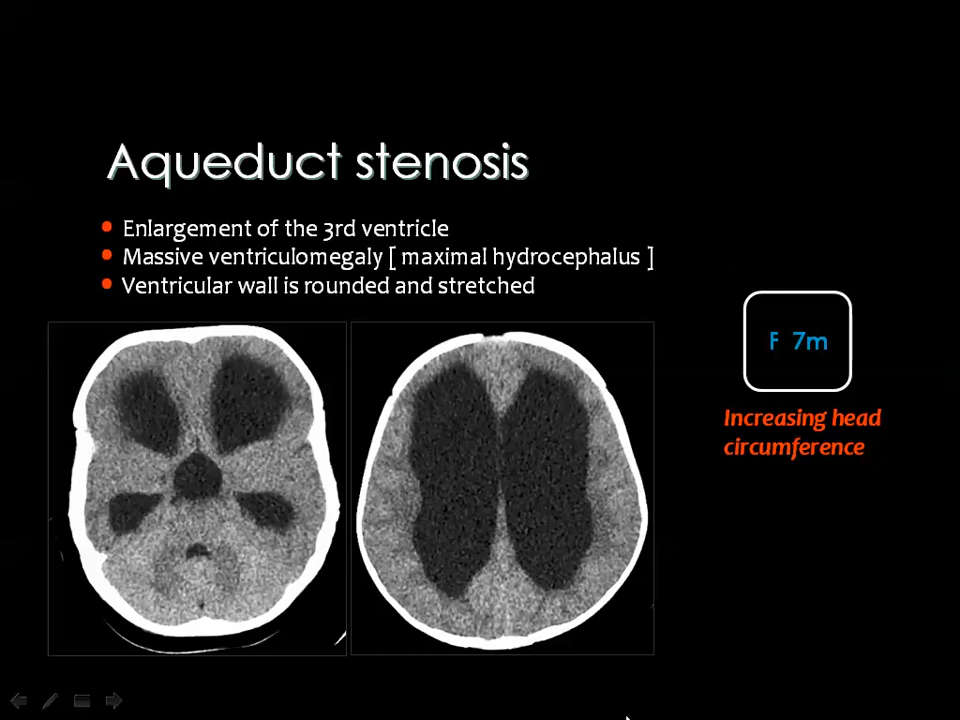 Aqueduct stenosis
Enlargement of the 3rd ventricle
Massive ventriculomegaly [ maximal hydrocephalus ]
Ventricular wall is rounded and stretched
F 7m
Increasing head
circumference